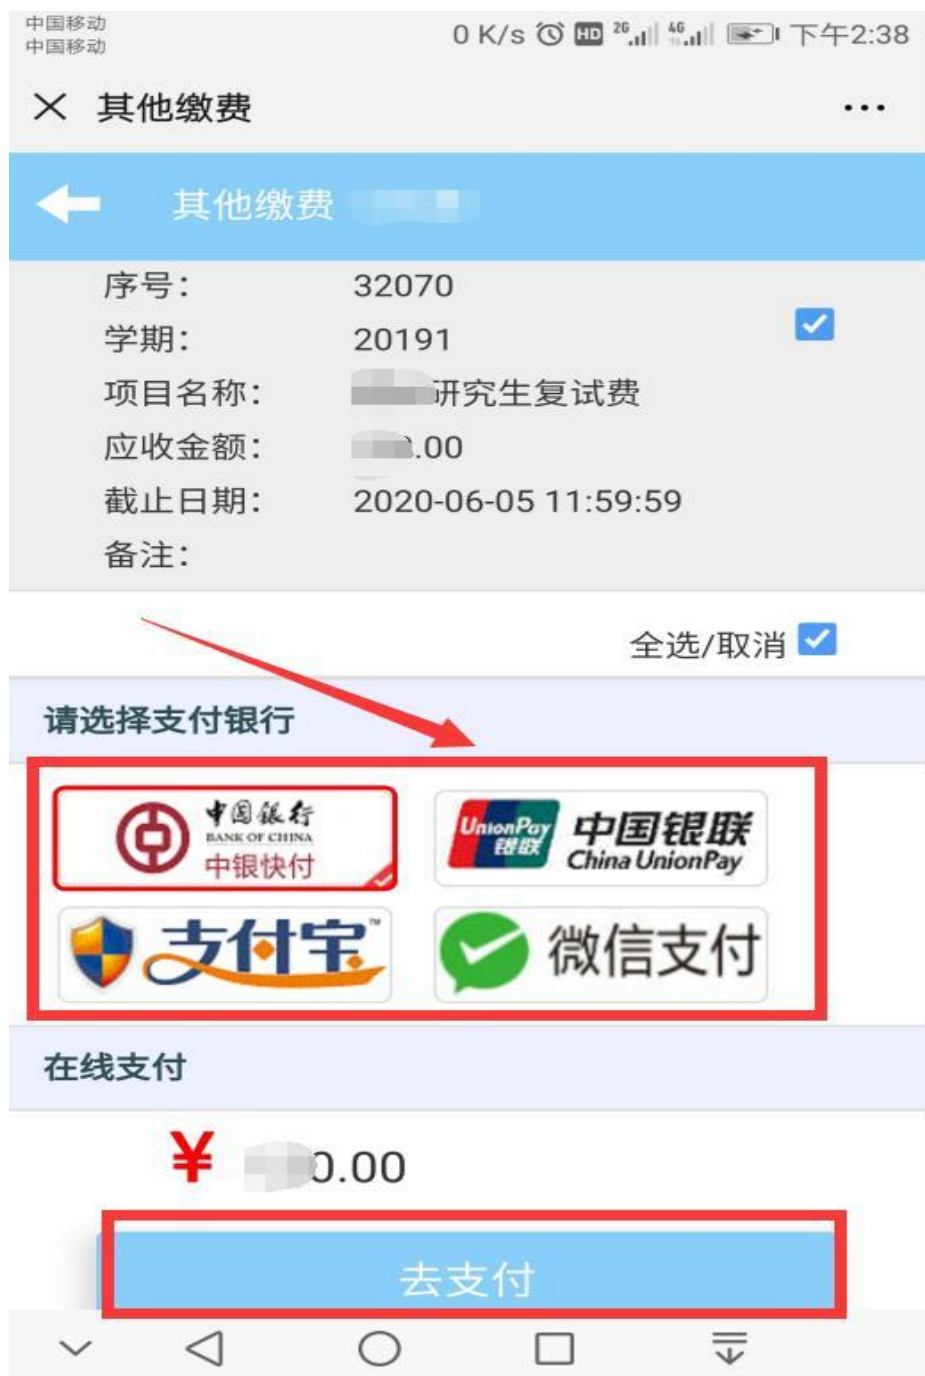 中国移动
中国移动
0 K/s HD 2G 4G 下午2:38
其他缴费
其他缴费
序号： 32070
学期： 20191
项目名称： 研究生复试费
应收金额： .00
截止日期： 2020-06-05 11:59:59
备注：
全选/取消
请选择支付银行
中国银行
BANK OF CHINA
中银快付
UnionPay
银联
中国银联
China UnionPay
支付宝™
微信支付
在线支付
¥ 0.00
去支付